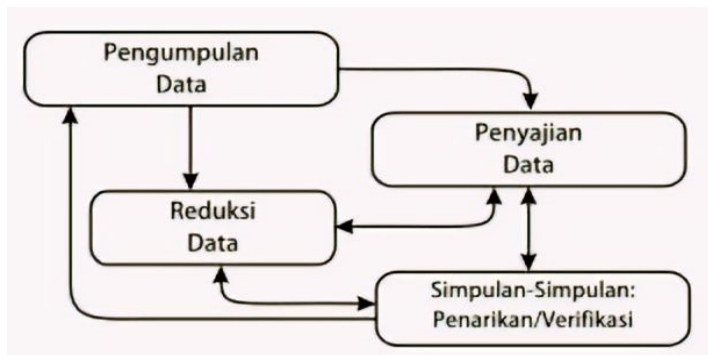 Pengumpulan
Data
Penyajian
Data
Reduksi
Data
Simpulan-Simpulan:
Penarikan/Verifikasi